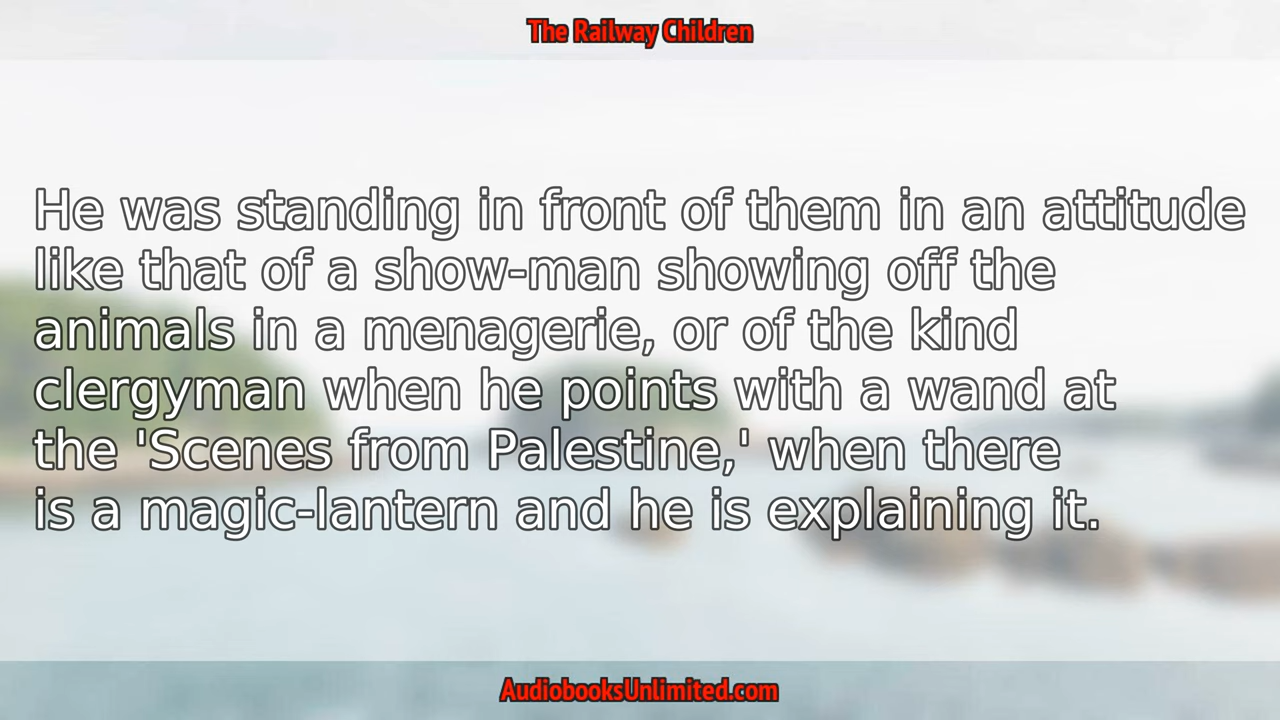 The Railway Children
He was standing in front of them in an attitude
like that of a show-man showing off the
animals in a menagerie, or of the kind
clergyman when he points with a wand at
the 'Scenes from Palestine,' when there
is a magic-lantern and he is explaining it.
AudiobooksUnlimited.com